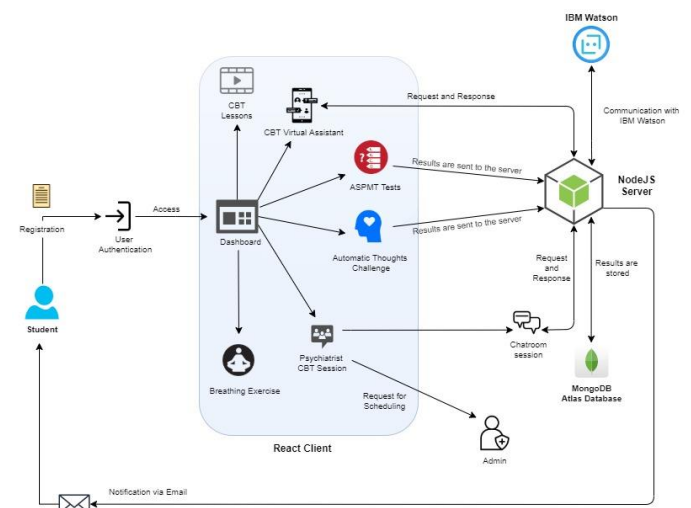 IBM Watson
CBT
Lessons
Request and Response
Communication with
IBM Watson
CBT Virtual Assistant
Results are sent to the server
NodeJS
Server
ASPMT Tests
Access
Registration
User
Authentication
Dashboard
Results are sent to the server
Automatic Thoughts
Challenge
Request
and
Response
Results are
stored
Student
Chatroom
session
Psychiatrist
CBT Session
Breathing Exercise
MongoDB
Atlas Database
Request for
Scheduling
React Client
Admin
Notification via Email